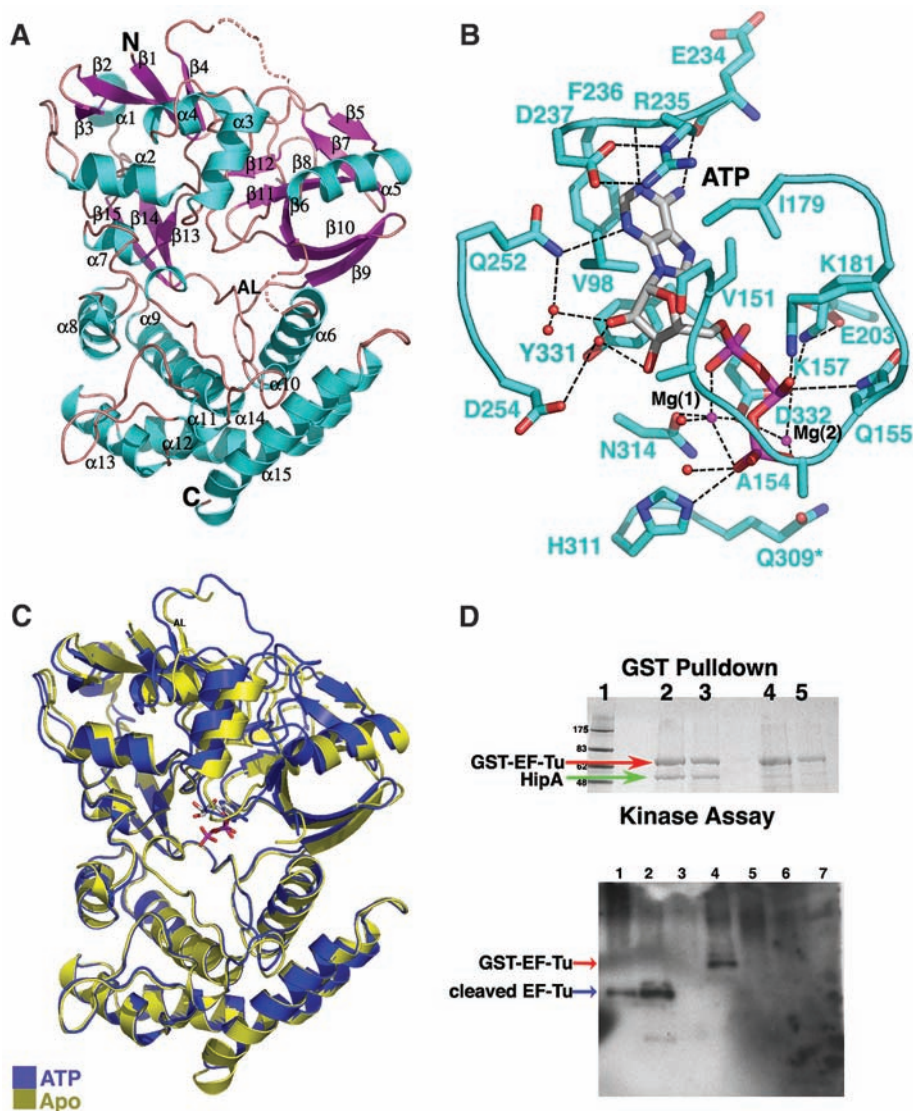 A
N
β2
β1
β4
β3
α1
α4
α3
β5
β7
α2
β12
β8
β11
β6
α5
β15
β14
β13
β10
α7
AL
β9
α8
α9
α6
α10
α11
α14
α12
α13
α15
C
B
E234
F236
R235
D237
ATP
I179
Q252
K181
V98
V151
E203
Y331
K157
Mg(1)
D332
D254
Mg(2)
Q155
N314
A154
H311
Q309*
C
AL
ATP
Apo
D
GST Pulldown
1 2 3 4 5
175
83
GST-EF-Tu
62
HipA
48
Kinase Assay
1 2 3 4 5 6 7
GST-EF-Tu
cleaved EF-Tu